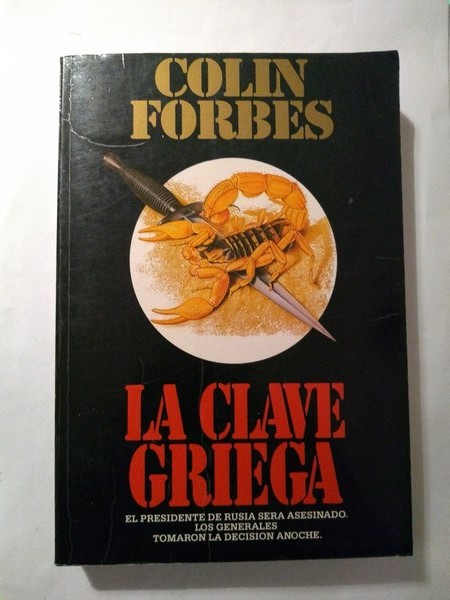 COLIN
FORBES
LA CLAVE
GRIEGA
EL PRESIDENTE DE RUSIA SERA ASESINADO.
LOS GENERALES
TOMARON LA DECISION ANOCHE.